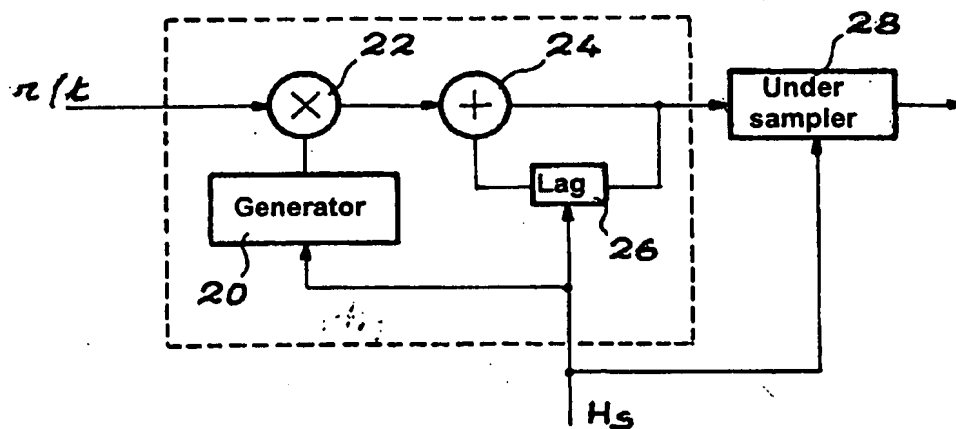 22
24
28
r/t
×
+
Under
sampler
Generator
Lag
20
26
Hs